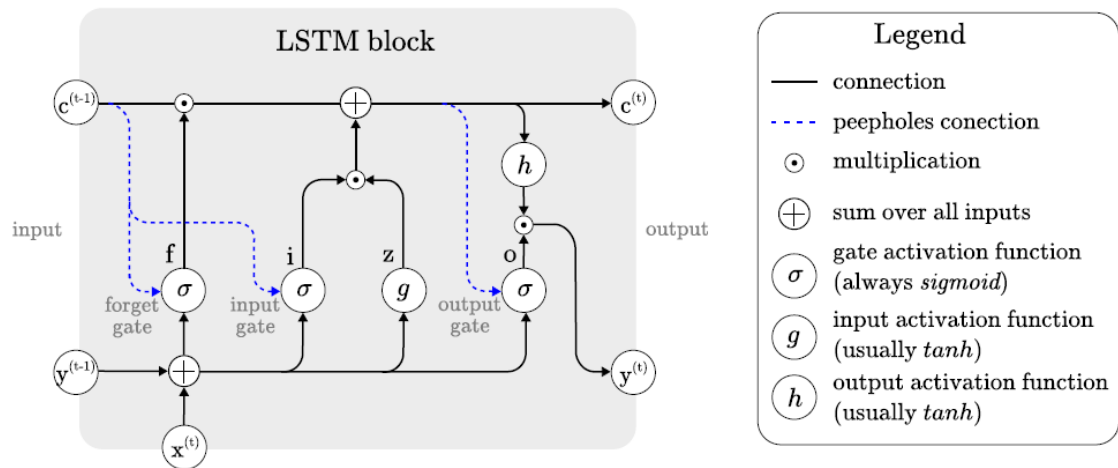 LSTM block
c(t-1)
c(t)
h
input
output
f
i
z
o
σ
σ
g
σ
forget
gate
input
gate
output
gate
y(t-1)
y(t)
x(t)
Legend
connection
peepholes conection
multiplication
sum over all inputs
σ
gate activation function
(always sigmoid)
g
input activation function
(usually tanh)
h
output activation function
(usually tanh)